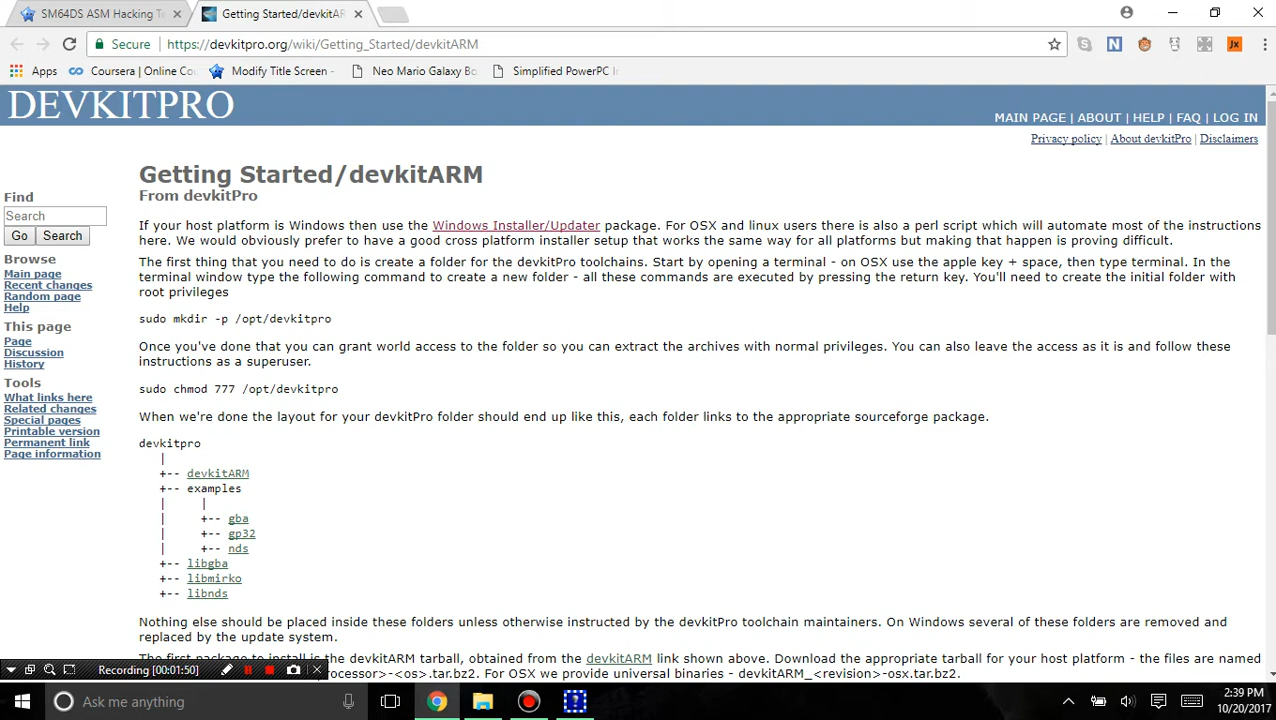 SM64DS ASM Hacking Te
Getting Started/devkitAR
Secure
https://devkitpro.org/wiki/Getting_Started/devkitARM
Apps
Coursera | Online Cou
Modify Title Screen -
Neo Mario Galaxy Bo
Simplified PowerPC
DEVKITPRO
MAIN PAGE | ABOUT | HELP | FAQ | LOG IN
Privacy policy | About devkitPro | Disclaimers
Find
Search
Go Search
Browse
Main page
Recent changes
Random page
Help
This page
Page
Discussion
History
Tools
What links here
Related changes
Special pages
Printable version
Permanent link
Page information
Getting Started/devkitARM
From devkitPro
If your host platform is Windows then use the Windows Installer/Updater package. For OSX and linux users there is also a perl script which will automate most of the instructions
here. We would obviously prefer to have a good cross platform installer setup that works the same way for all platforms but making that happen is proving difficult.
The first thing that you need to do is create a folder for the devkitPro toolchains. Start by opening a terminal - on OSX use the apple key + space, then type terminal. In the
terminal window type the following command to create a new folder - all these commands are executed by pressing the return key. You'll need to create the initial folder with
root privileges
sudo mkdir -p /opt/devkitpro
Once you've done that you can grant world access to the folder so you can extract the archives with normal privileges. You can also leave the access as it is and follow these
instructions as a superuser.
sudo chmod 777 /opt/devkitpro
When we're done the layout for your devkitPro folder should end up like this, each folder links to the appropriate sourceforge package.
devkitpro
|
+-- devkitARM
+-- examples
| |
| +-- gba
| +-- gp32
| +-- nds
+-- libgba
+-- libmirko
+-- libnds
Nothing else should be placed inside these folders unless otherwise instructed by the devkitPro toolchain maintainers. On Windows several of these folders are removed and
replaced by the update system.
The first package to install is the devkitARM tarball, obtained from the devkitARM link shown above. Download the appropriate tarball for your host platform - the files are named
rocessor>-<os>.tar.bz2. For OSX we provide universal binaries - devkitARM_<revision>-osx.tar.bz2.
Recording [00:01:50]
Ask me anything
2:39 PM
10/20/2017